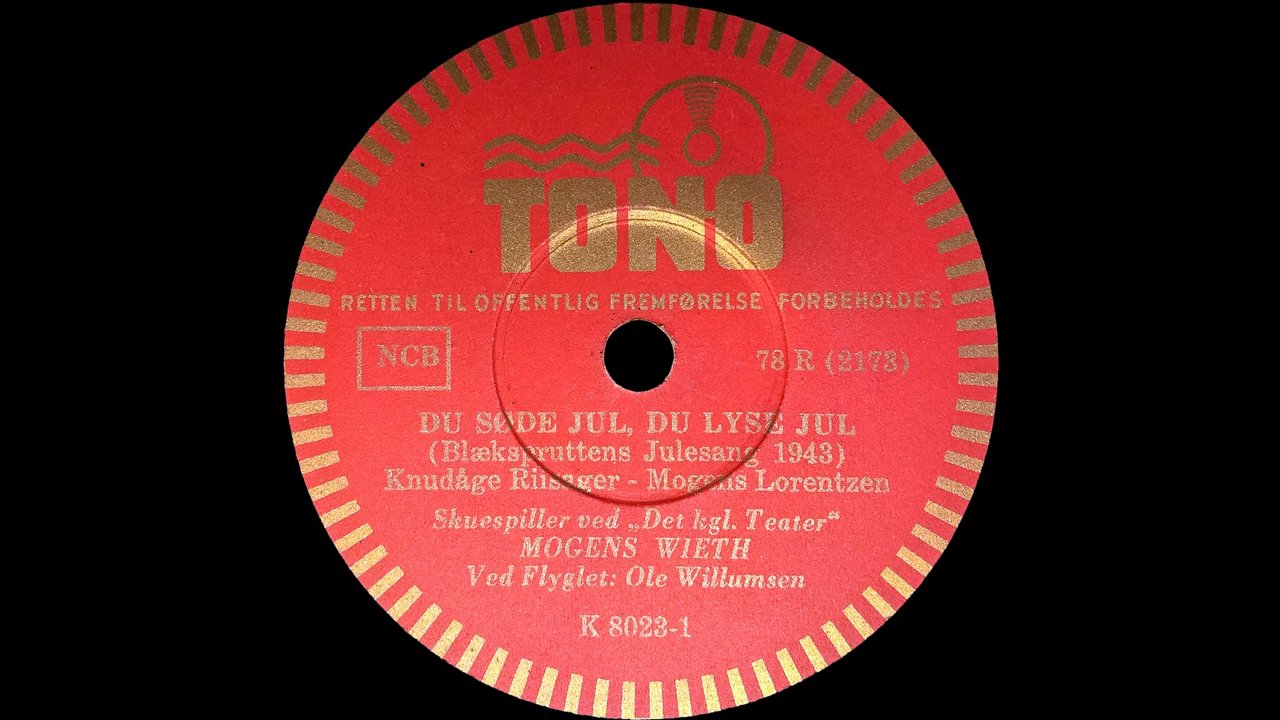 TONO
RETTEN TIL OFFENTLIG FREMFØRELSE FORBEHOLDES
NCB
78 R (2173)
DU SØDE JUL, DU LYSE JUL
(Blækspruttens Julesang 1943)
Knudåge Riisager - Mogens Lorentzen
Skuespiller ved „Det kgl. Teater“
MOGENS WIETH
Ved Flyglet: Ole Willumsen
K 8023-1